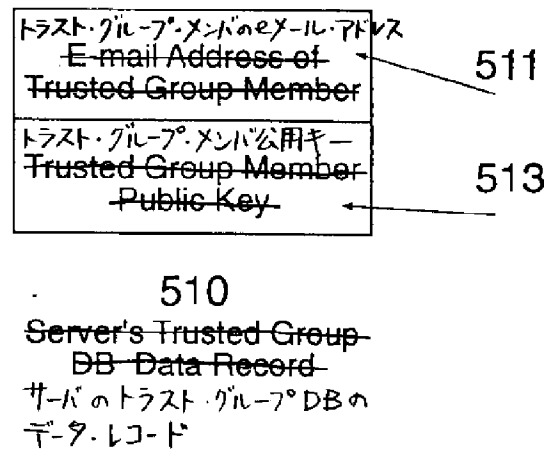 トラスト・グループ・メンバのeメール・アドレス
E-mail Address of
Trusted Group Member
511
トラスト・グループ・メンバ公用キー
Trusted Group Member
Public Key
513
510
Server's Trusted Group
DB Data Record
サーバのトラスト・グループDBの
データ・レコード